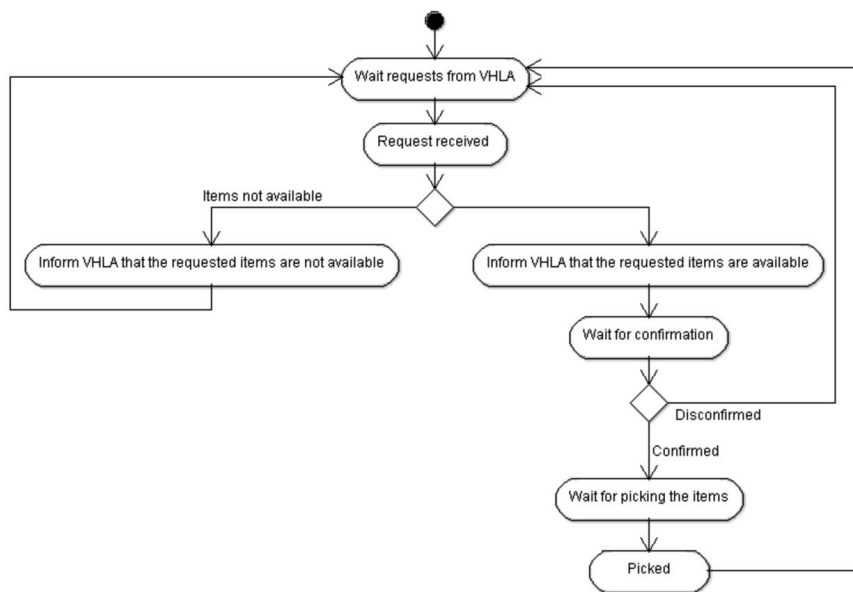 Wait requests from VHLA
Request received
Items not available
Inform VHLA that the requested items are not available
Inform VHLA that the requested items are available
Wait for confirmation
Disconfirmed
Confirmed
Wait for picking the items
Picked